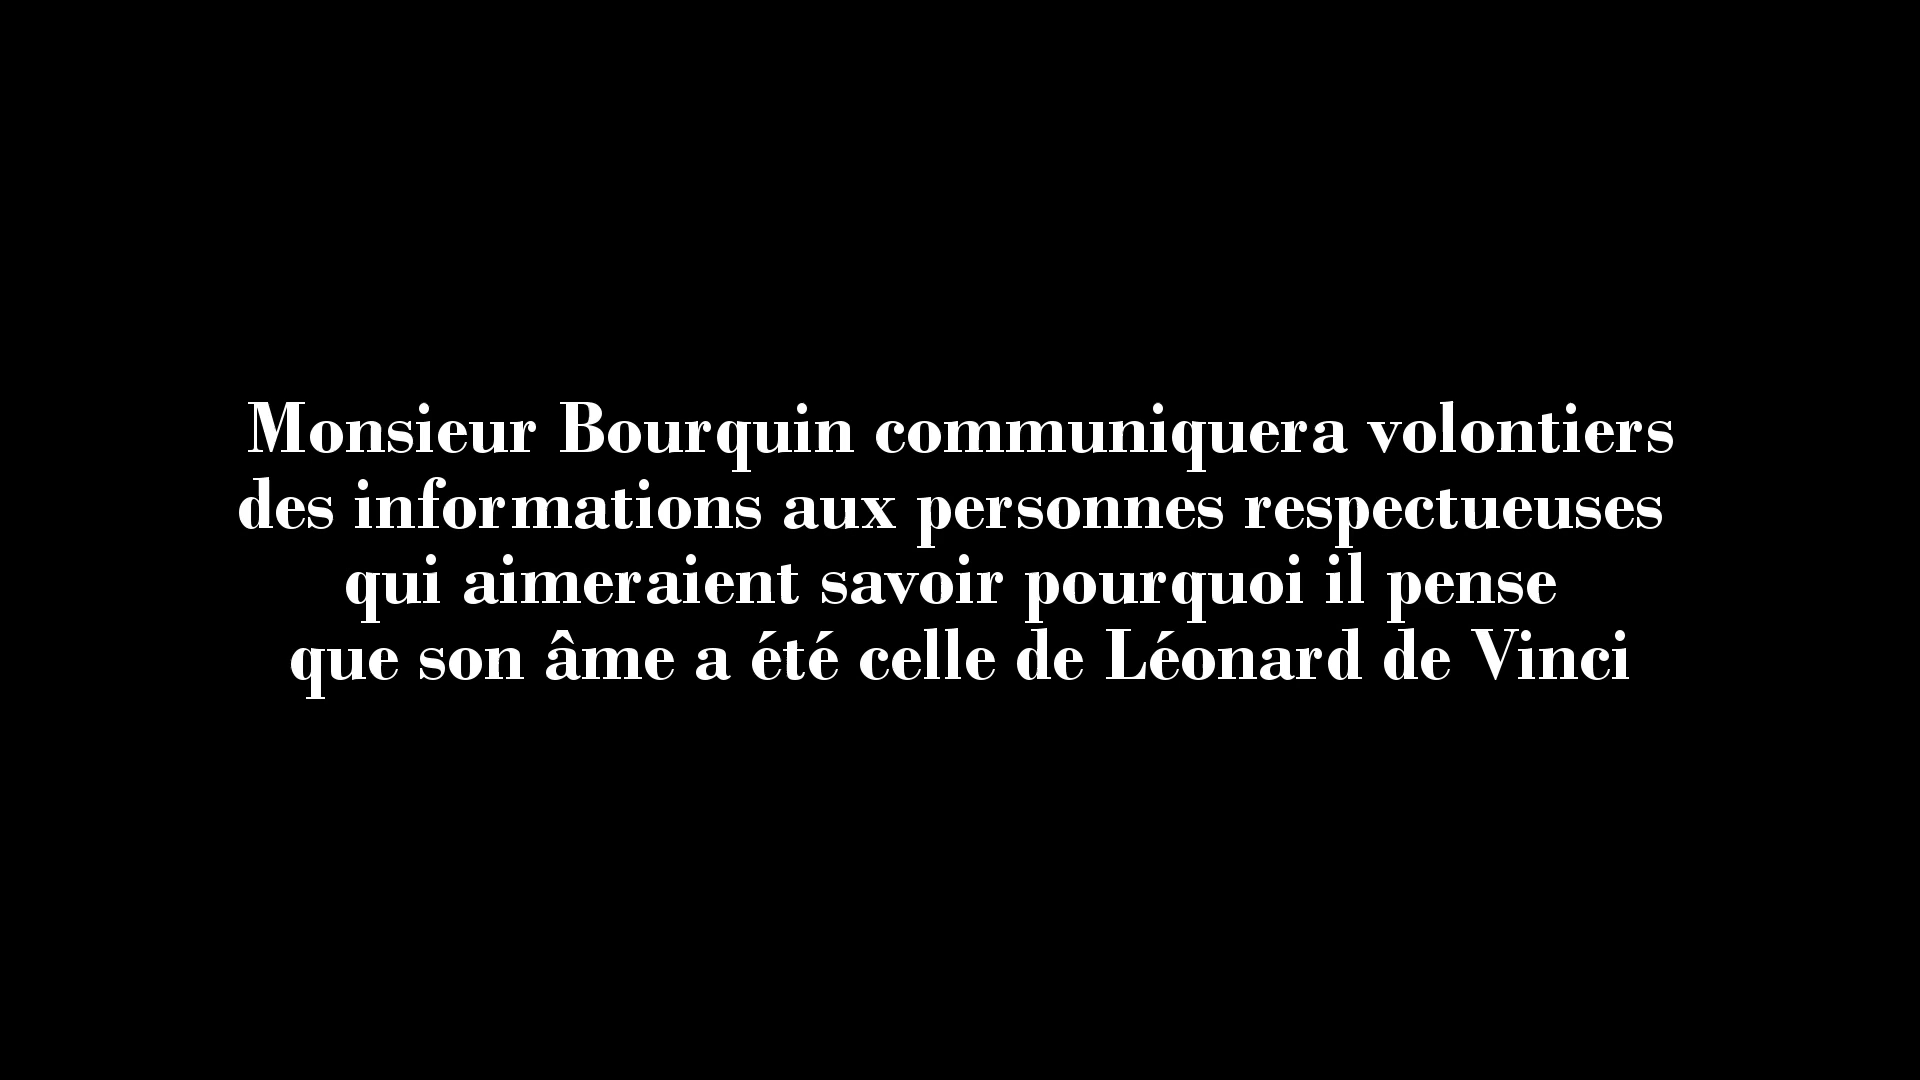 Monsieur Bourquin communiquera volontiers
des informations aux personnes respectueuses
qui aimeraient savoir pourquoi il pense
que son âme a été celle de Léonard de Vinci